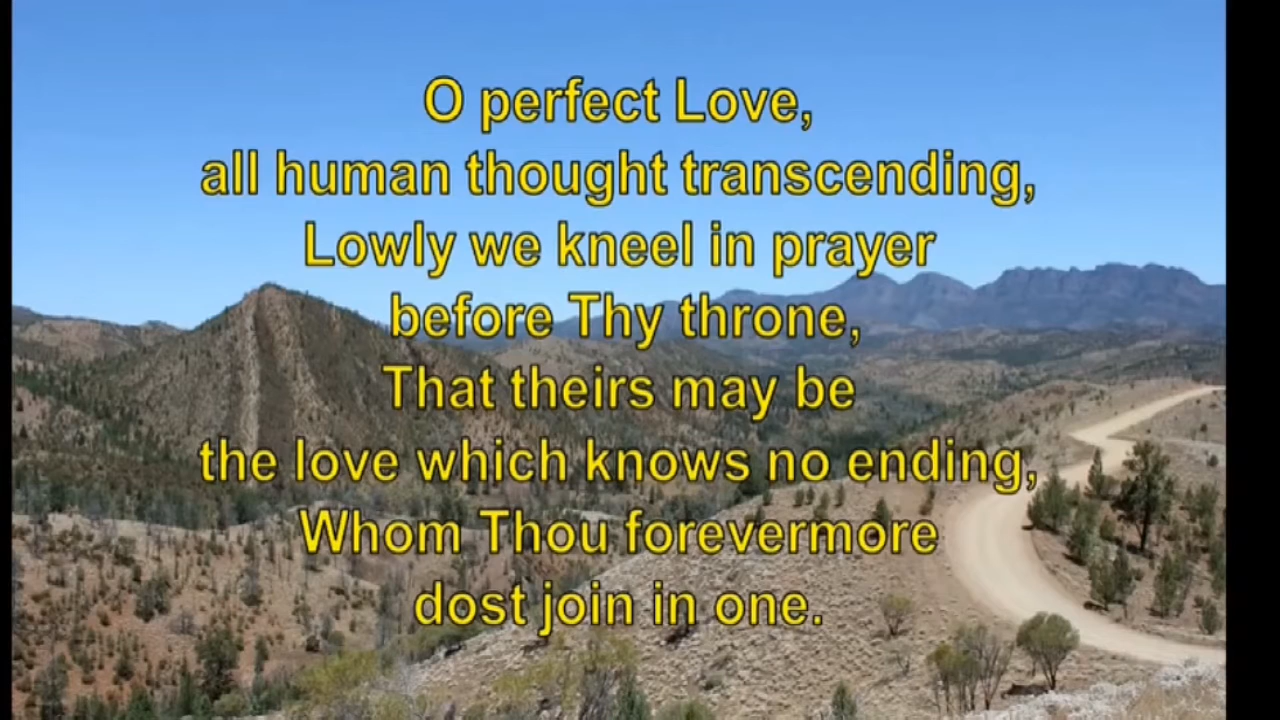 O perfect Love,
all human thought transcending,
Lowly we kneel in prayer
before Thy throne,
That theirs may be
the love which knows no ending,
Whom Thou forevermore
dost join in one.